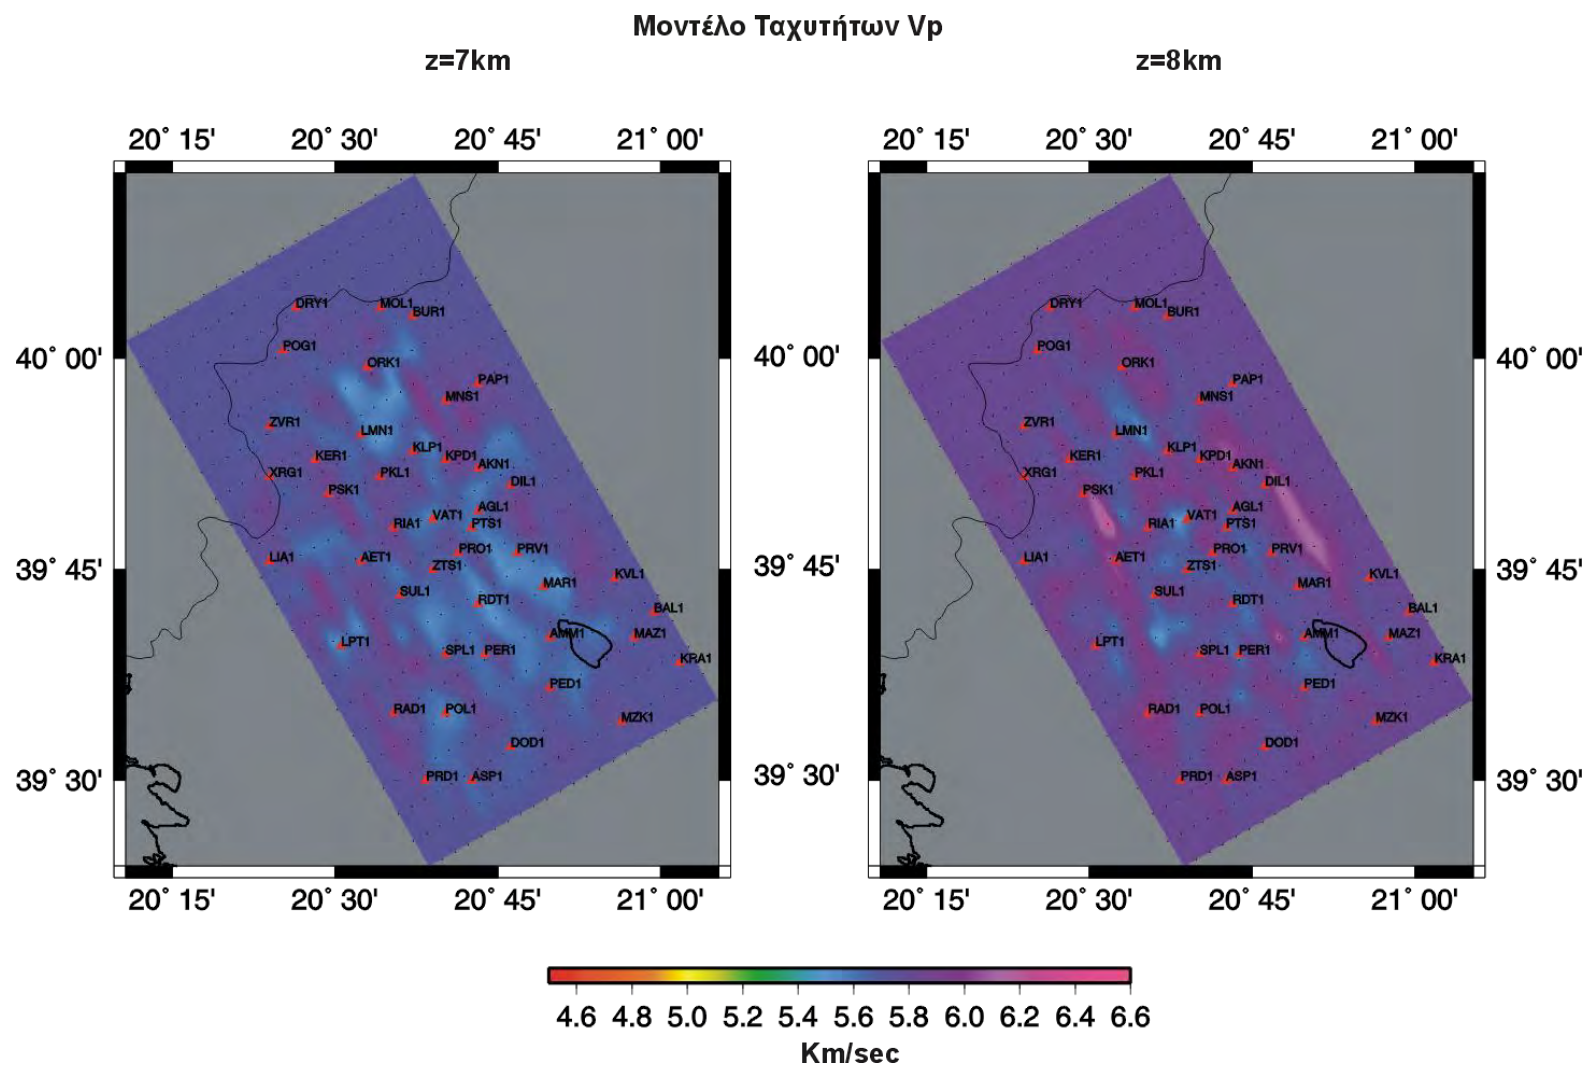 Μοντέλο Ταχυτήτων Vp
z=7km
z=8km
20° 15' 20° 30' 20° 45' 21° 00'
20° 15' 20° 30' 20° 45' 21° 00'
DRY1
MOL1
BUR1
POG1
ORK1
PAP1
MNS1
ZVR1
LMN1
KLP1
KER1
KPD1
AKN1
XRG1
PKL1
DIL1
PSK1
AGL1
VAT1
RIA1
PTS1
PRO1
PRV1
LIA1
AET1
ZTS1
KVL1
MAR1
SUL1
RDT1
BAL1
AMM1
MAZ1
LPT1
SPL1
PER1
KRA1
PED1
RAD1
POL1
MZK1
DOD1
PRD1
ASP1
40° 00'
39° 45'
39° 30'
40° 00'
39° 45'
39° 30'
DRY1
MOL1
BUR1
POG1
ORK1
PAP1
MNS1
ZVR1
LMN1
KLP1
KER1
KPD1
AKN1
XRG1
PKL1
DIL1
PSK1
AGL1
VAT1
RIA1
PTS1
PRO1
PRV1
LIA1
AET1
ZTS1
KVL1
MAR1
SUL1
RDT1
BAL1
AMM1
MAZ1
LPT1
SPL1
PER1
KRA1
PED1
RAD1
POL1
MZK1
DOD1
PRD1
ASP1
40° 00'
39° 45'
39° 30'
20° 15' 20° 30' 20° 45' 21° 00'
20° 15' 20° 30' 20° 45' 21° 00'
4.6 4.8 5.0 5.2 5.4 5.6 5.8 6.0 6.2 6.4 6.6
Km/sec